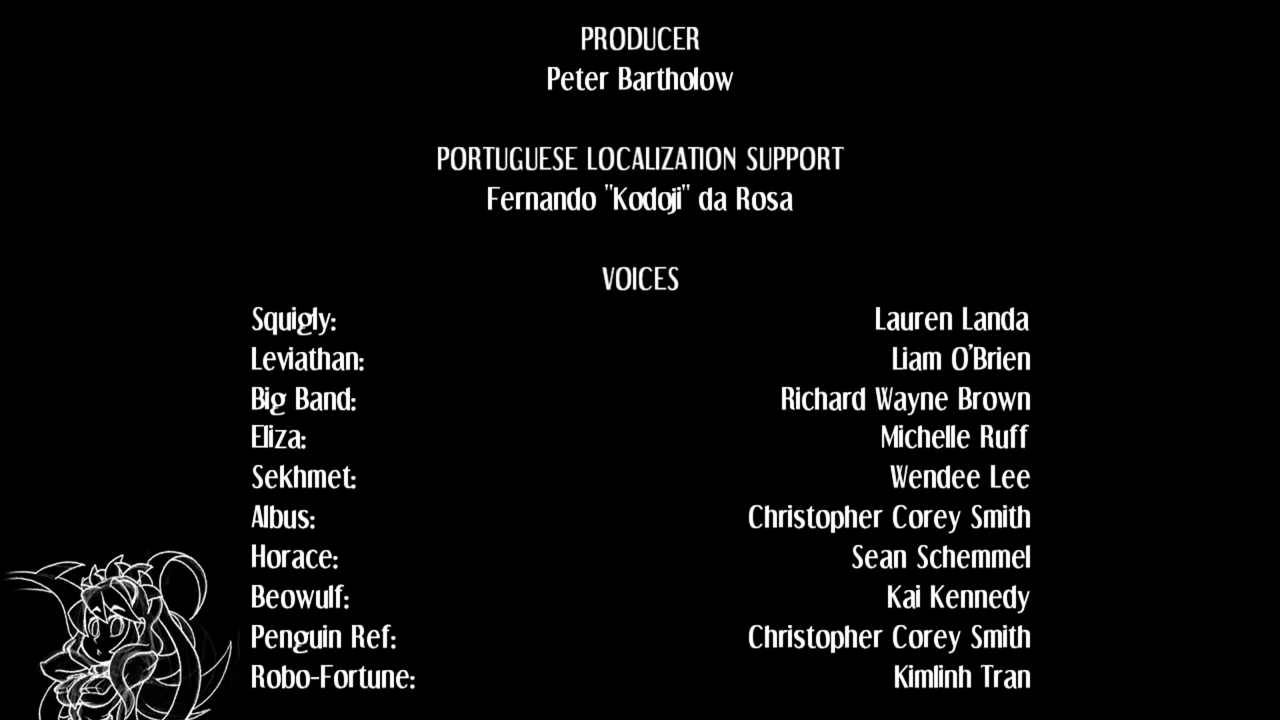 PRODUCER
Peter Bartholow
PORTUGUESE LOCALIZATION SUPPORT
Fernando "Kodoji" da Rosa
VOICES
Squigly: Lauren Landa
Leviathan: Liam O'Brien
Big Band: Richard Wayne Brown
Eliza: Michelle Ruff
Sekhmet: Wendee Lee
Albus: Christopher Corey Smith
Horace: Sean Schemmel
Beowulf: Kai Kennedy
Penguin Ref: Christopher Corey Smith
Robo-Fortune: Kimlinh Tran